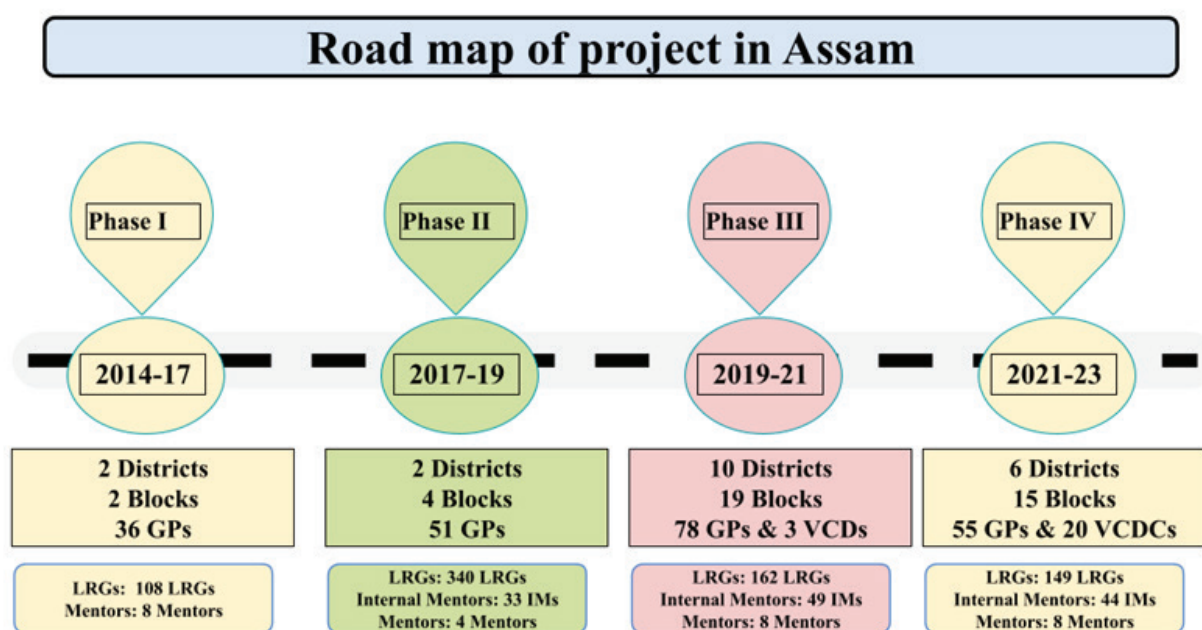 Road map of project in Assam
Phase I
Phase II
Phase III
Phase IV
2014-17
2017-19
2019-21
2021-23
2 Districts
2 Blocks
36 GPs
2 Districts
4 Blocks
51 GPs
10 Districts
19 Blocks
78 GPs & 3 VCDs
6 Districts
15 Blocks
55 GPs & 20 VCDCs
LRGs: 108 LRGs
Mentors: 8 Mentors
LRGs: 340 LRGs
Internal Mentors: 33 IMs
Mentors: 4 Mentors
LRGs: 162 LRGs
Internal Mentors: 49 IMs
Mentors: 8 Mentors
LRGs: 149 LRGs
Internal Mentors: 44 IMs
Mentors: 8 Mentors